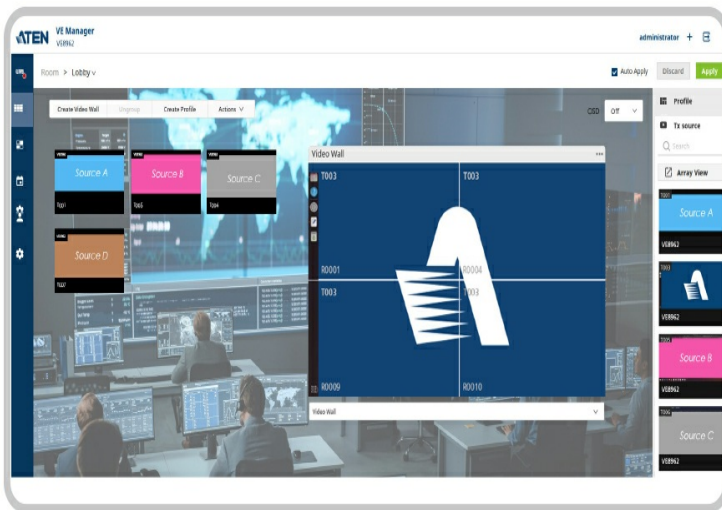 ATEN
VE Manager
VE8962
administrator +
Room > Lobby
Auto Apply
Discard
Apply
Create Video Wall
Ungroup
Create Profile
Actions
OSD
Off
Profile
Tx source
Search
Array View
Source A
Source B
Source C
Source D
Video Wall
T003
T003
R0001
R0004
T003
T003
R0009
R0010
Video Wall
Source A
VE8962
T003
VE8962
T005
Source B
VE8962
Source C
VE8962